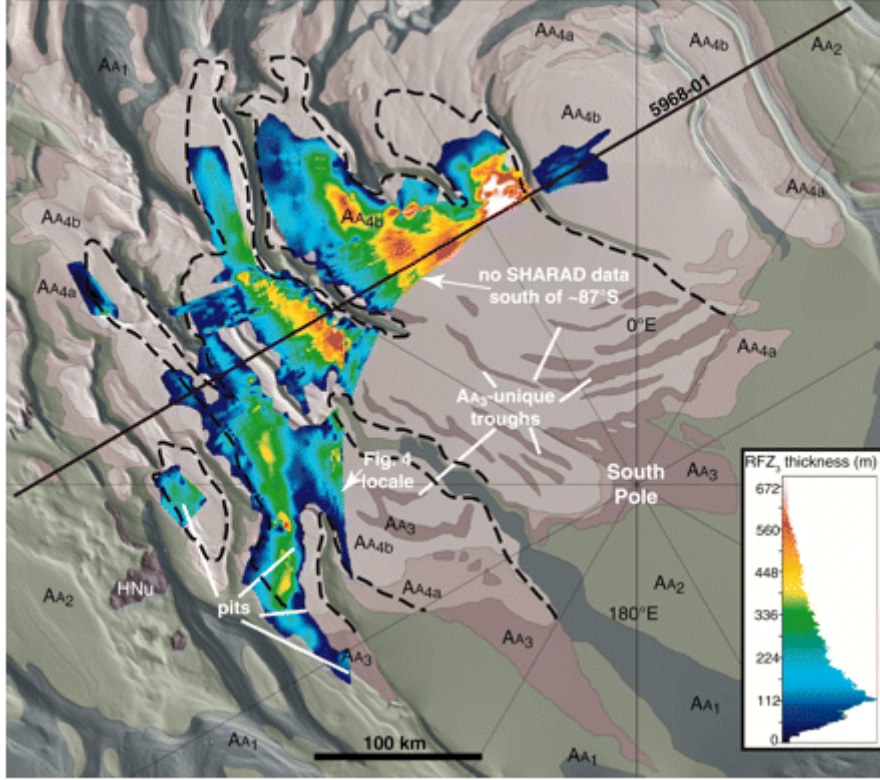 AA4a
AA4b
AA2
AA1
5968-01
AA4b
AA4a
AA4b
AA4b
no SHARAD data
south of ~87°S
AA4a
0°E
AA4a
AA3-unique
troughs
Fig. 4
locale
South
Pole
AA3
RFZ3 thickness (m)
672
560
448
336
224
112
0
AA3
AA4b
HNu
AA2
pits
AA4a
AA2
180°E
AA3
AA3
AA1
AA1
100 km
AA1